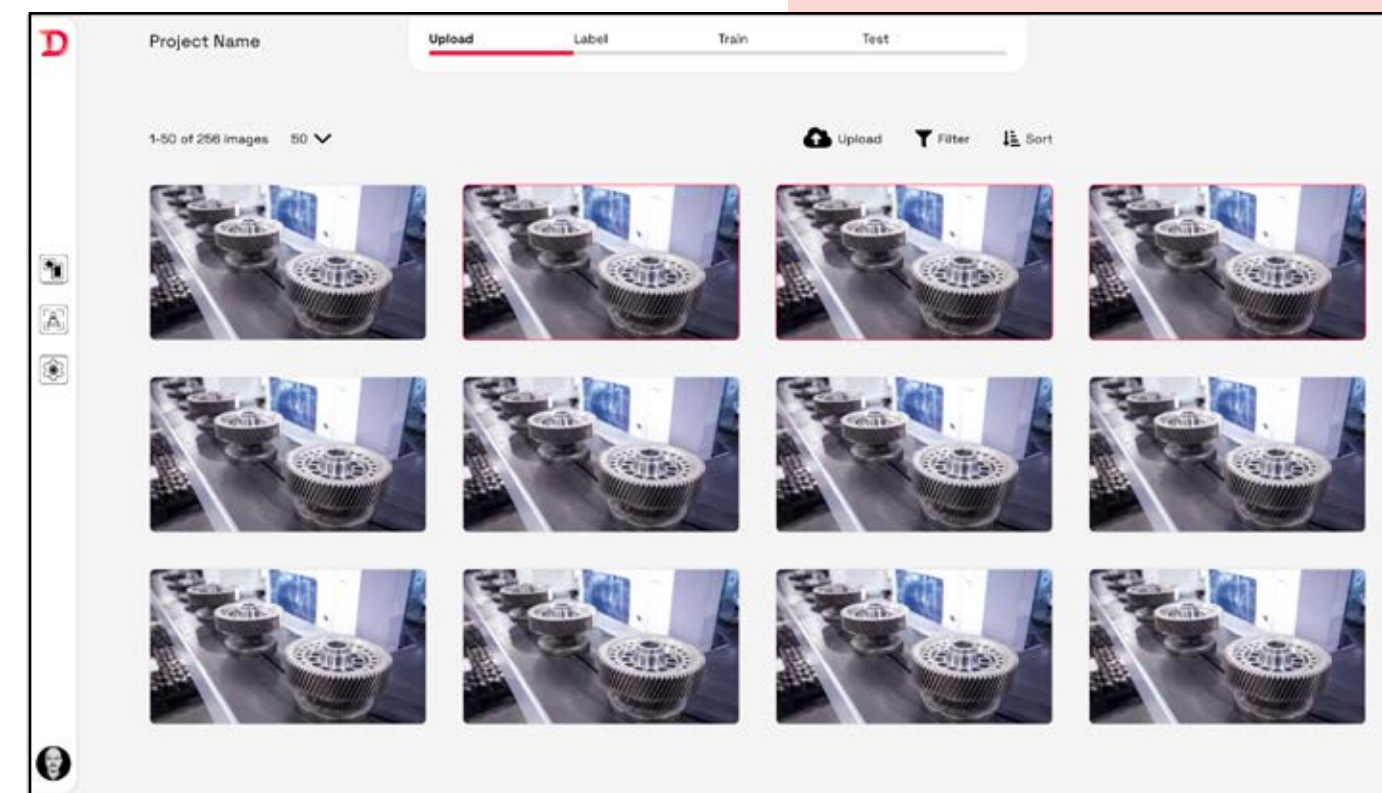 D
Project Name
Upload Label Train Test
1-50 of 256 images 50
Upload Filter Sort